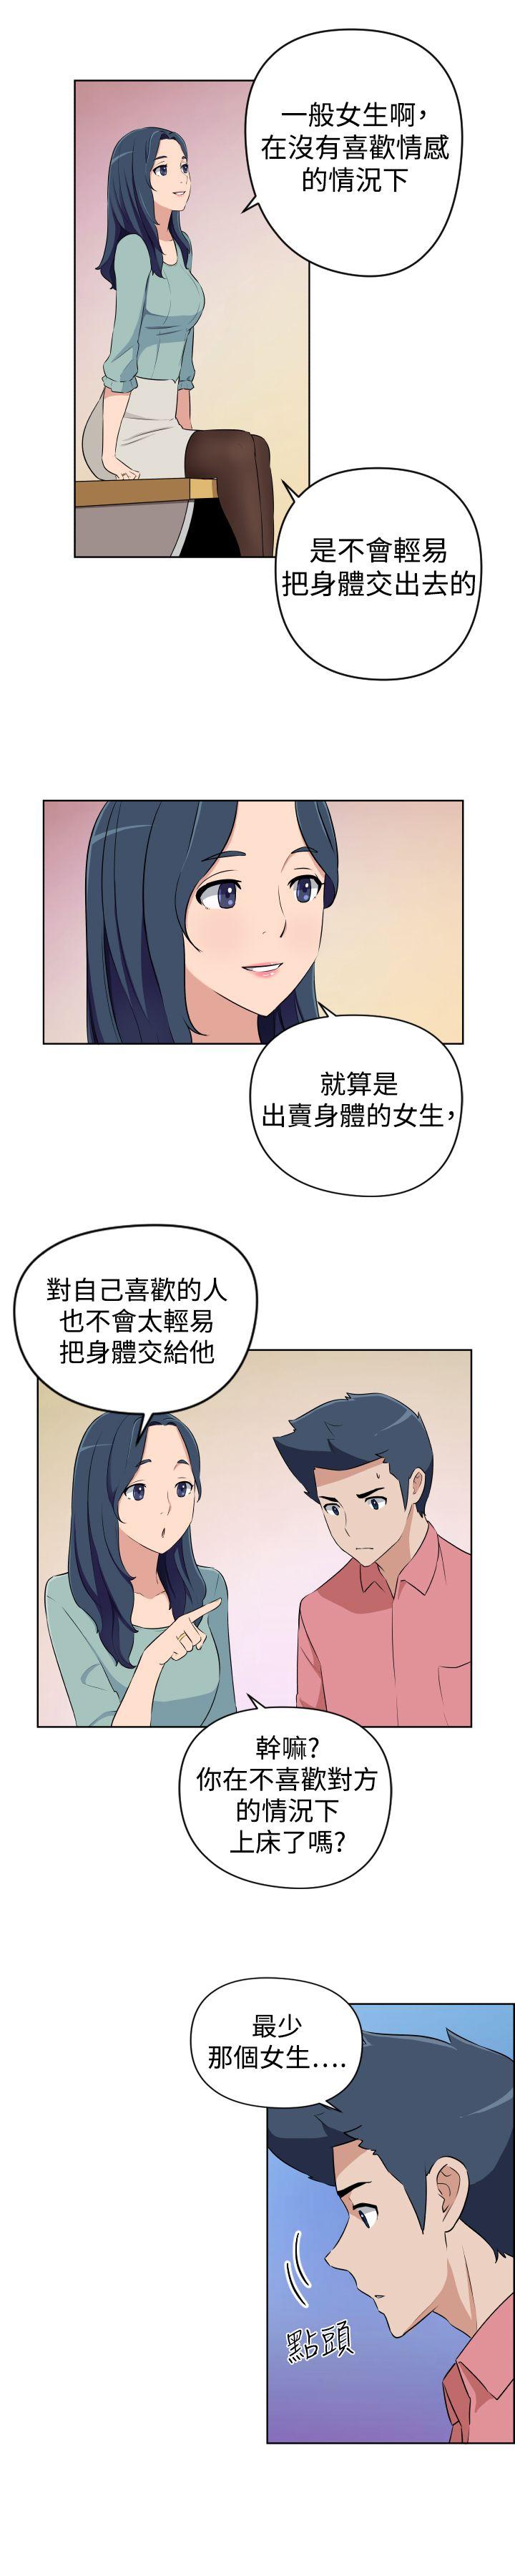 一般女生啊,
在沒有喜歡情感
的情況下
是不會輕易
把身體交出去的
就算是
出賣身體的女生,
對自己喜歡的人
也不會太輕易
把身體交給他
幹嘛?
你在不喜歡對方
的情況下
上床了嗎?
最少
那個女生....
點頭